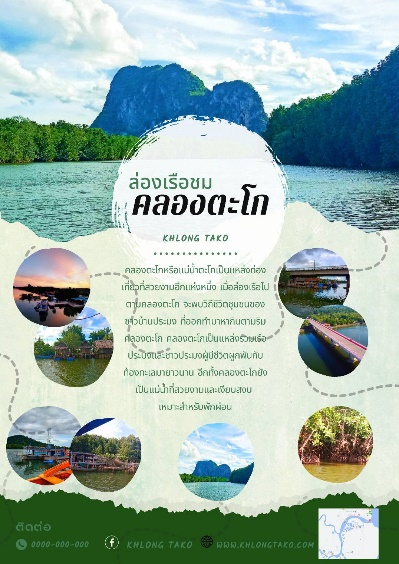 ล่องเรือชม
คลองตะโก
KHLONG TAKO
คลองตะโกหรือแม่น้ำตะโกเป็นแหล่งท่อง
เที่ยวที่สวยงามอีกแห่งหนึ่ง เมื่อล่องเรือไป
ตามคลองตะโก จะพบวิถีชีวิตชุมชนของ
ชาวบ้านประมง ที่ออกทำมาหากินตามริม
คลองตะโก คลองตะโกเป็นแหล่งรวมเรือ
ประมงและชาวประมงผู้มีชีวิตผูกพันกับ
ท้องทะเลมายาวนาน อีกทั้งคลองตะโกยัง
เป็นแม่น้ำที่สวยงามและเงียบสงบ
เหมาะสำหรับพักผ่อน
ติดต่อ
0000-000-000 KHLONG TAKO WWW.KHLONGTAKO.COM